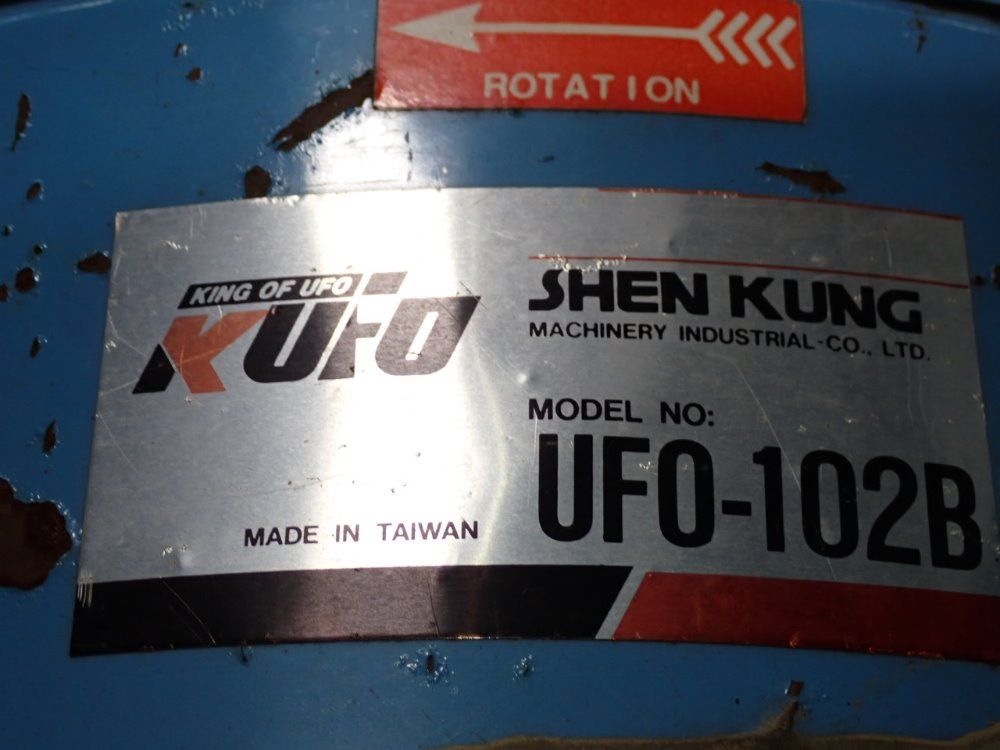 ROTATION
KING OF UFO
KUFO
SHEN KUNG
MACHINERY INDUSTRIAL CO., LTD.
MODEL NO:
UFO-102B
MADE IN TAIWAN